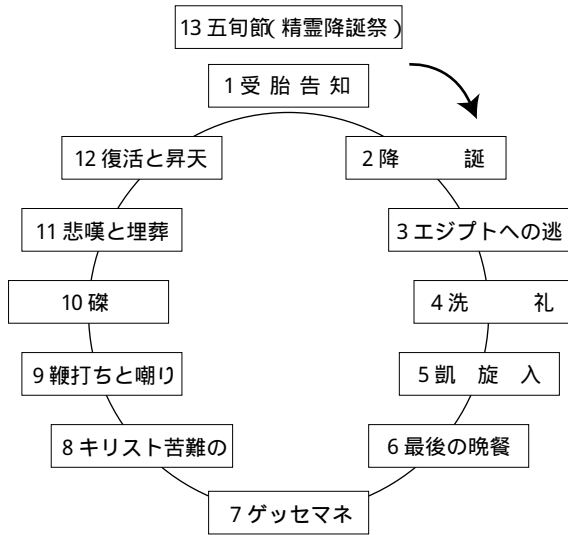 13 五旬節(精霊降誕祭)
1 受胎告知
2 降誕
3 エジプトへの逃
4 洗礼
5 凱旋入
6 最後の晩餐
7 ゲッセマネ
8 キリスト苦難の
9 鞭打ちと嘲り
10 磔
11 悲嘆と埋葬
12 復活と昇天